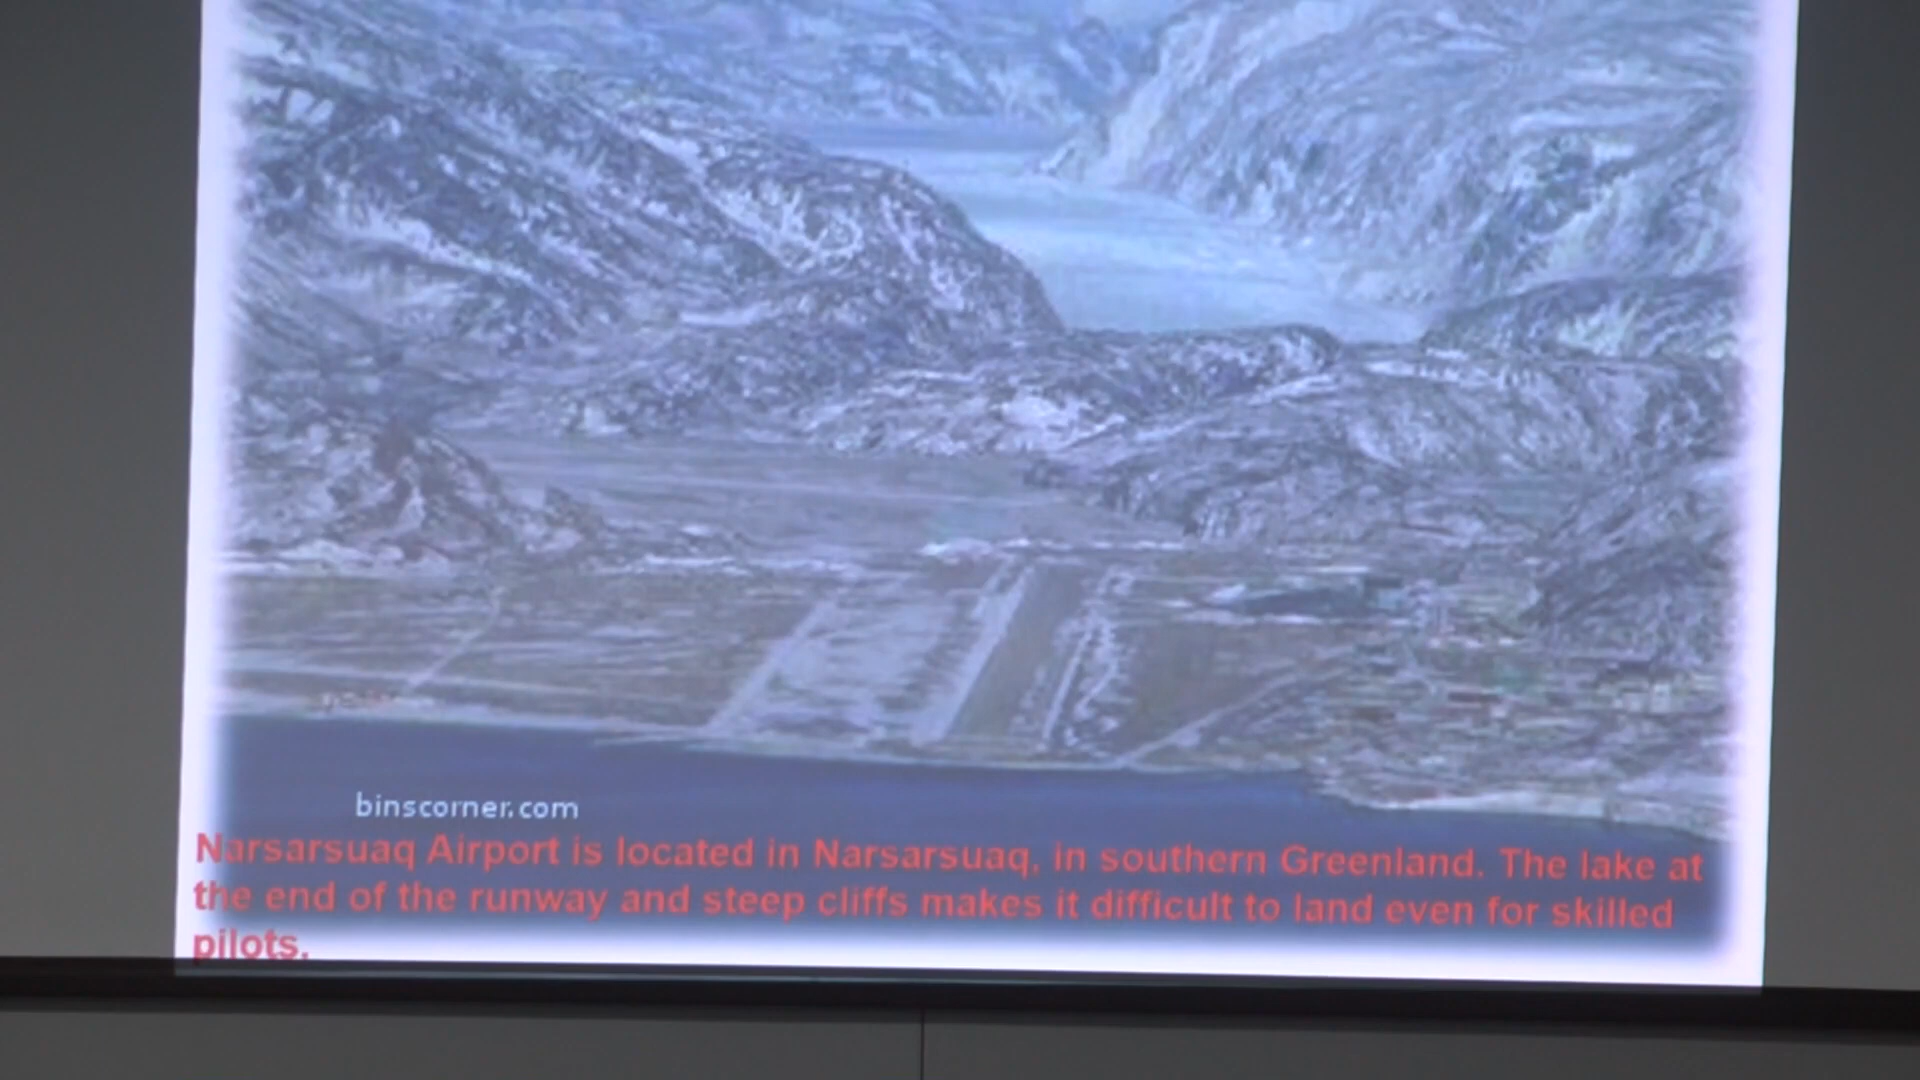 binscorner.com
Narsarsuaq Airport is located in Narsarsuaq, in southern Greenland. The lake at
the end of the runway and steep cliffs makes it difficult to land even for skilled
pilots.